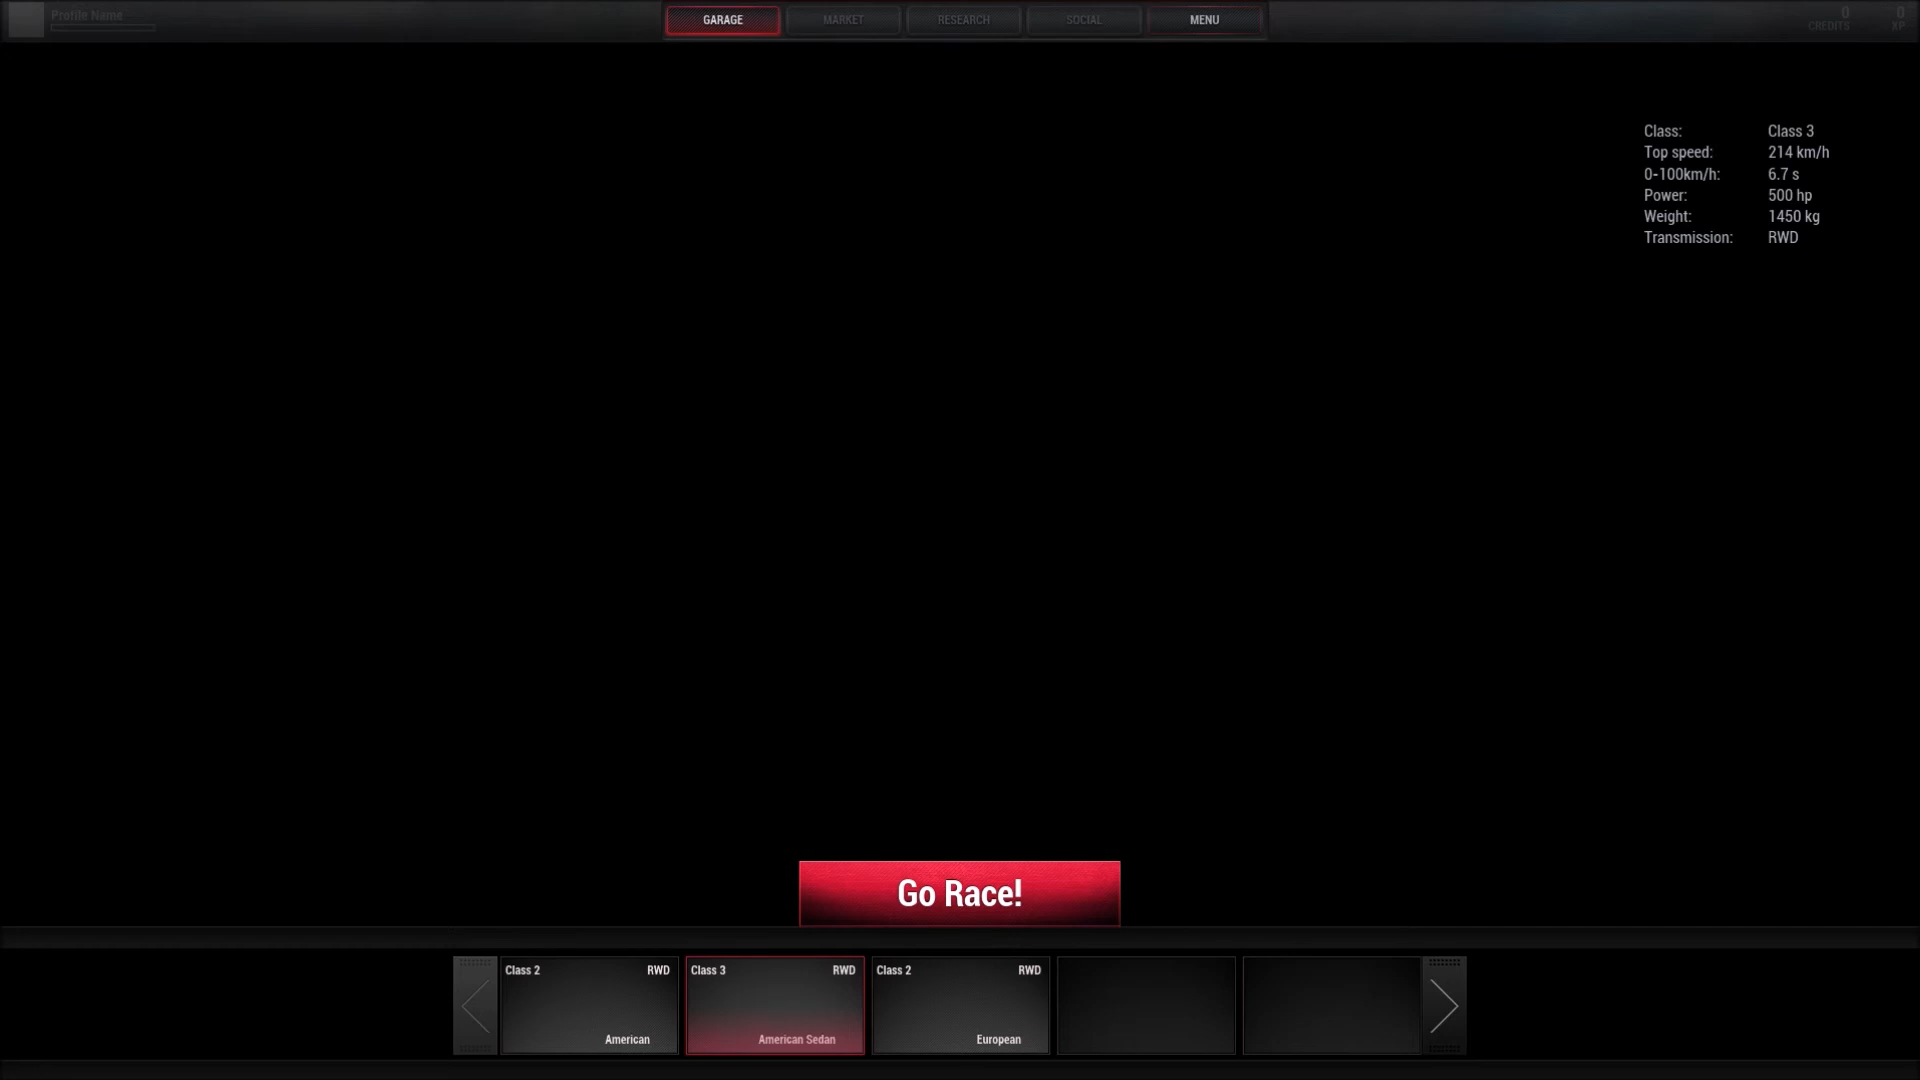 Profile Name
GARAGE MARKET RESEARCH SOCIAL MENU
0 CREDITS
0 XP
Class: Class 3
Top speed: 214 km/h
0-100km/h: 6.7 s
Power: 500 hp
Weight: 1450 kg
Transmission: RWD
Go Race!
Class 2 RWD
American
Class 3 RWD
American Sedan
Class 2 RWD
European